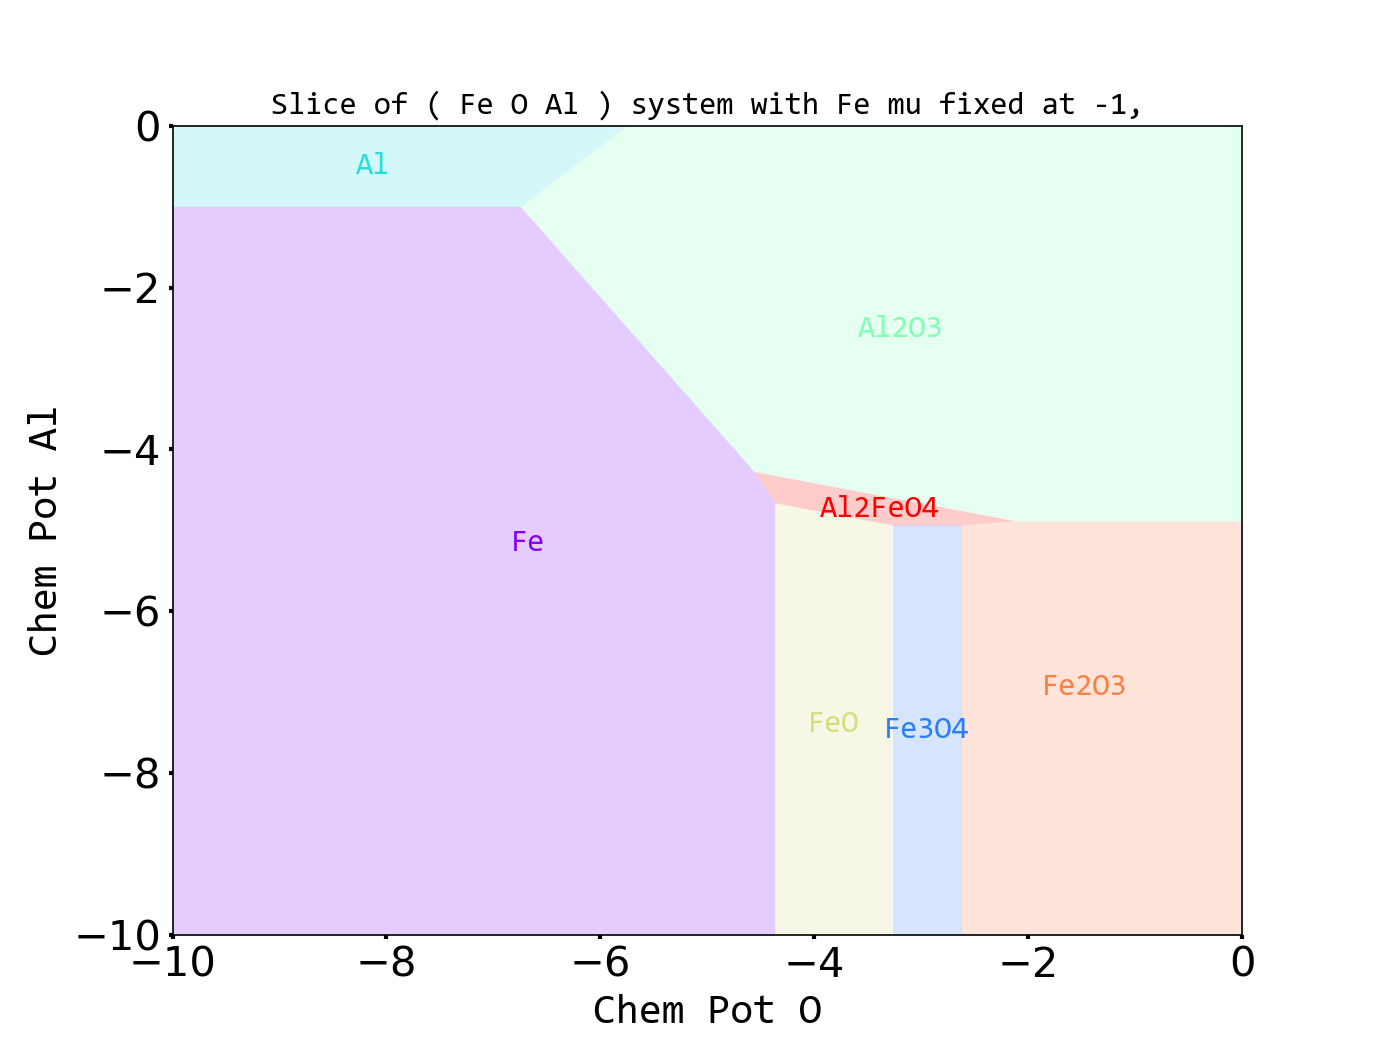 Slice of ( Fe O Al ) system with Fe mu fixed at -1,
0
−2
−4
−6
−8
−10
Chem Pot Al
Al
Al2O3
Al2FeO4
Fe
Fe2O3
FeO
Fe3O4
−10
−8
−6
−4
−2
0
Chem Pot O